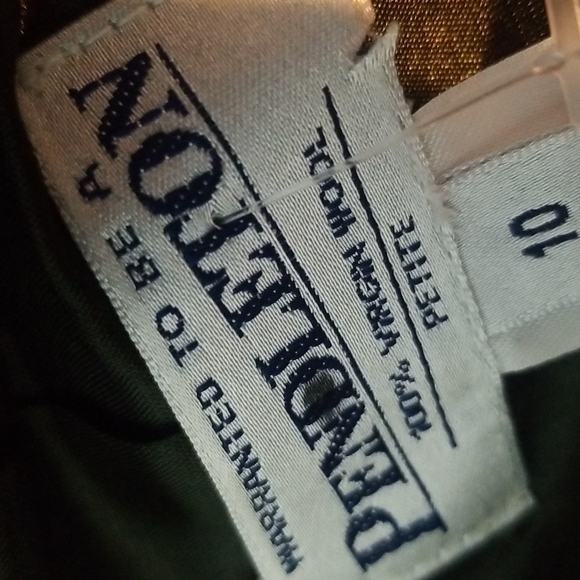 WARRANTED TO BE A
PENDLETON
100% VIRGIN WOOL
PETITE
10